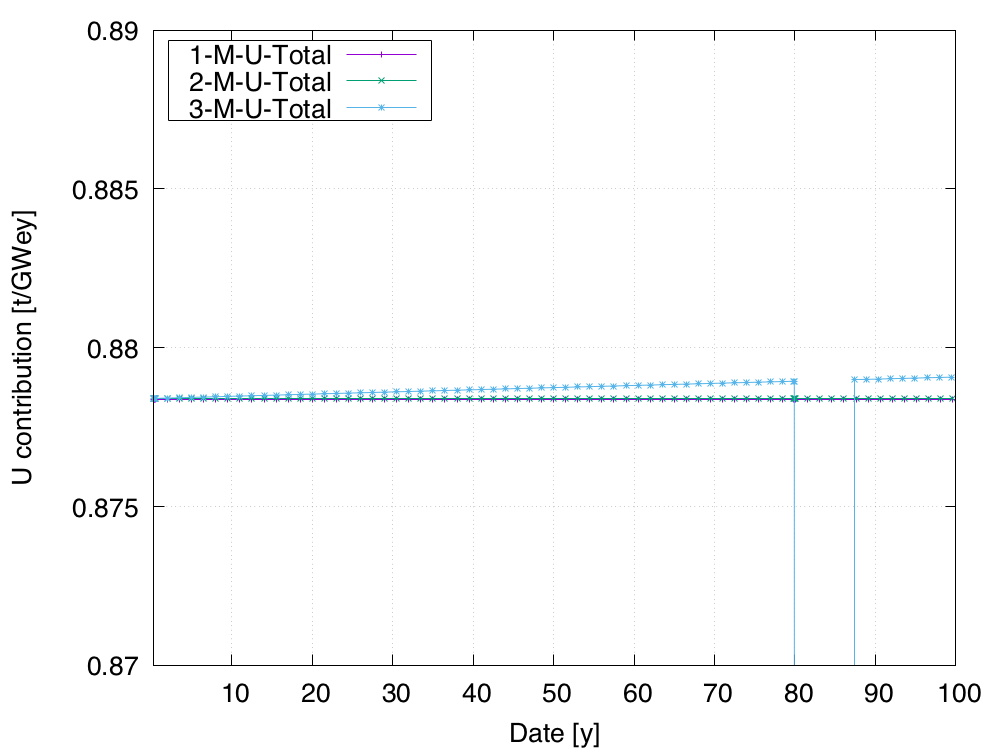 0.89
0.885
0.88
0.875
0.87
U contribution [t/GWey]
1-M-U-Total
2-M-U-Total
3-M-U-Total
10 20 30 40 50 60 70 80 90 100
Date [y]